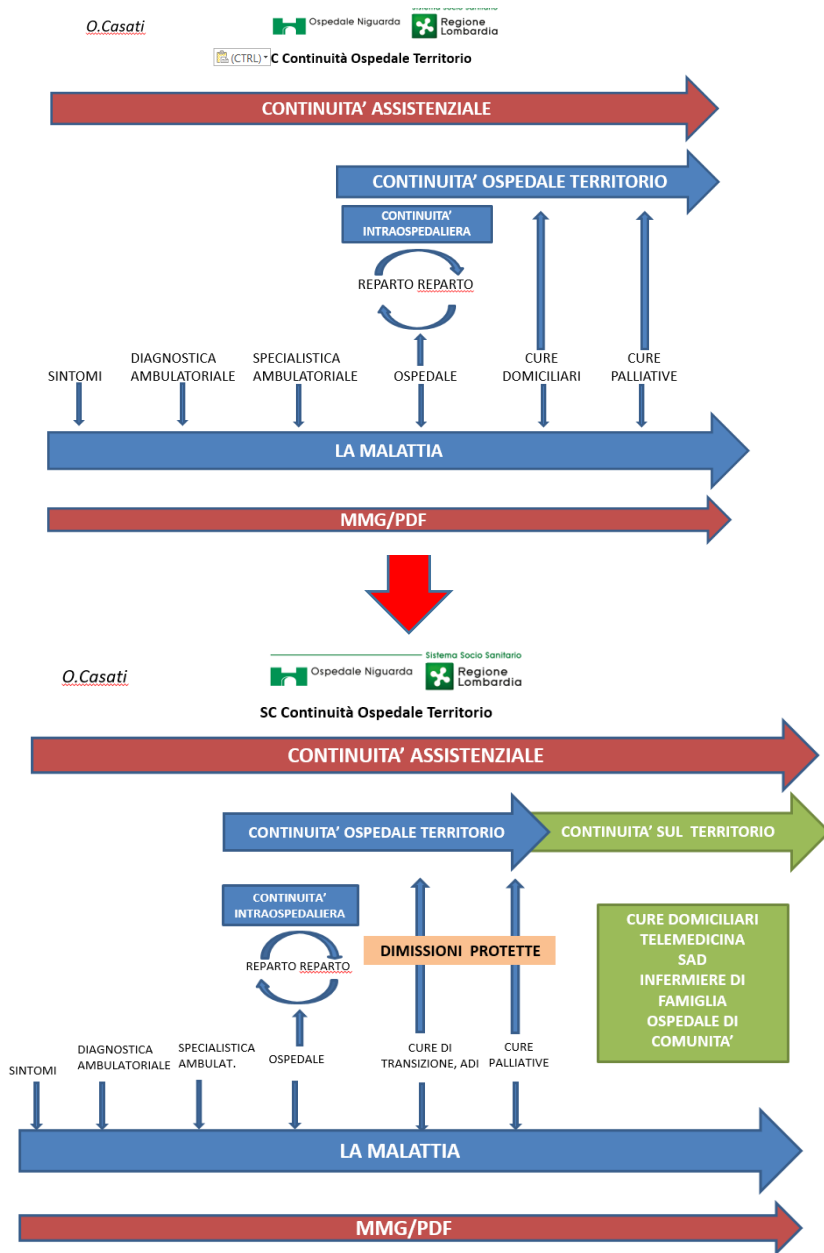 O.Casati
Sistema Socio Sanitario
Ospedale Niguarda
Regione
Lombardia
(CTRL)
C Continuità Ospedale Territorio
CONTINUITA’ ASSISTENZIALE
CONTINUITA’ OSPEDALE TERRITORIO
CONTINUITA’
INTRAOSPEDALIERA
REPARTO REPARTO
SINTOMI
DIAGNOSTICA
AMBULATORIALE
SPECIALISTICA
AMBULATORIALE
OSPEDALE
CURE
DOMICILIARI
CURE
PALLIATIVE
LA MALATTIA
MMG/PDF
O.Casati
Sistema Socio Sanitario
Ospedale Niguarda
Regione
Lombardia
SC Continuità Ospedale Territorio
CONTINUITA’ ASSISTENZIALE
CONTINUITA’ OSPEDALE TERRITORIO
CONTINUITA’ SUL TERRITORIO
CONTINUITA’
INTRAOSPEDALIERA
REPARTO REPARTO
DIMISSIONI PROTETTE
CURE DOMICILIARI
TELEMEDICINA
SAD
INFERMIERE DI
FAMIGLIA
OSPEDALE DI
COMUNITA’
SINTOMI
DIAGNOSTICA
AMBULATORIALE
SPECIALISTICA
AMBULAT.
OSPEDALE
CURE DI
TRANSIZIONE, ADI
CURE
PALLIATIVE
LA MALATTIA
MMG/PDF